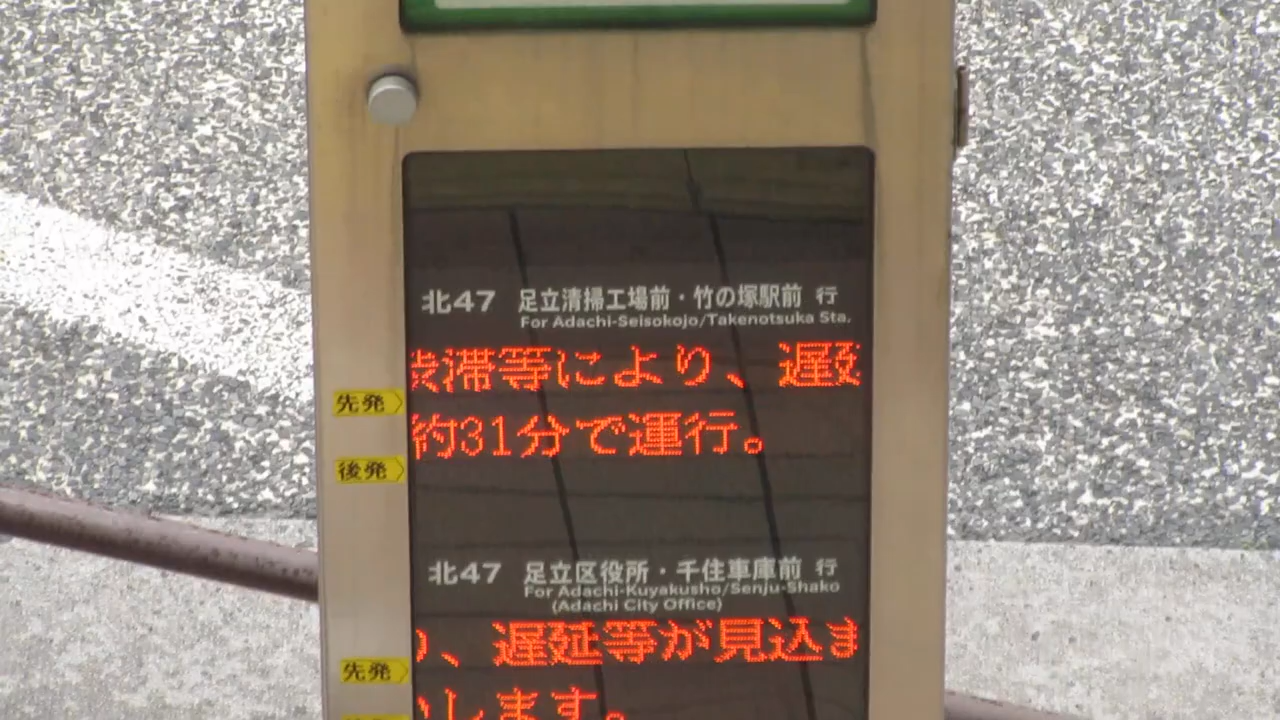 北47 足立清掃工場前・竹の塚駅前 行
For Adachi-Seisokojo/Takenotsuka Sta.
渋滞等により、遅延
先発
約31分で運行。
後発
北47 足立区役所・千住車庫前 行
For Adachi-Kuyakusho/Senju-Shako
(Adachi City Office)
、遅延等が見込ま
先発
します。